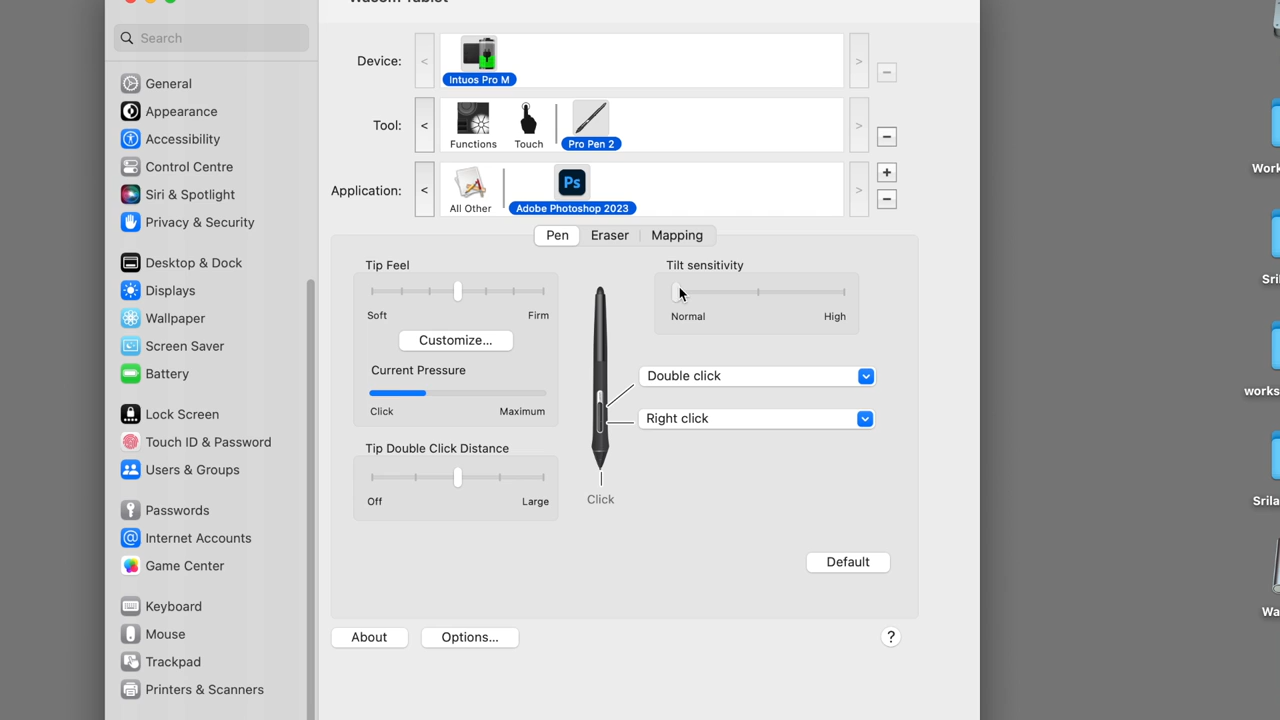 Wacom Tablet
Search
General
Appearance
Accessibility
Control Centre
Siri & Spotlight
Privacy & Security
Desktop & Dock
Displays
Wallpaper
Screen Saver
Battery
Lock Screen
Touch ID & Password
Users & Groups
Passwords
Internet Accounts
Game Center
Keyboard
Mouse
Trackpad
Printers & Scanners
Device:
<
Intuos Pro M
>
Tool:
<
Functions
Touch
Pro Pen 2
>
Application:
<
All Other
Ps
Adobe Photoshop 2023
>
Pen
Eraser
Mapping
Tip Feel
Soft
Firm
Customize...
Current Pressure
Click
Maximum
Tip Double Click Distance
Off
Large
Tilt sensitivity
Normal
High
Double click
Right click
Click
Default
About
Options...
?
Work
Sril
works
Srila
Wa